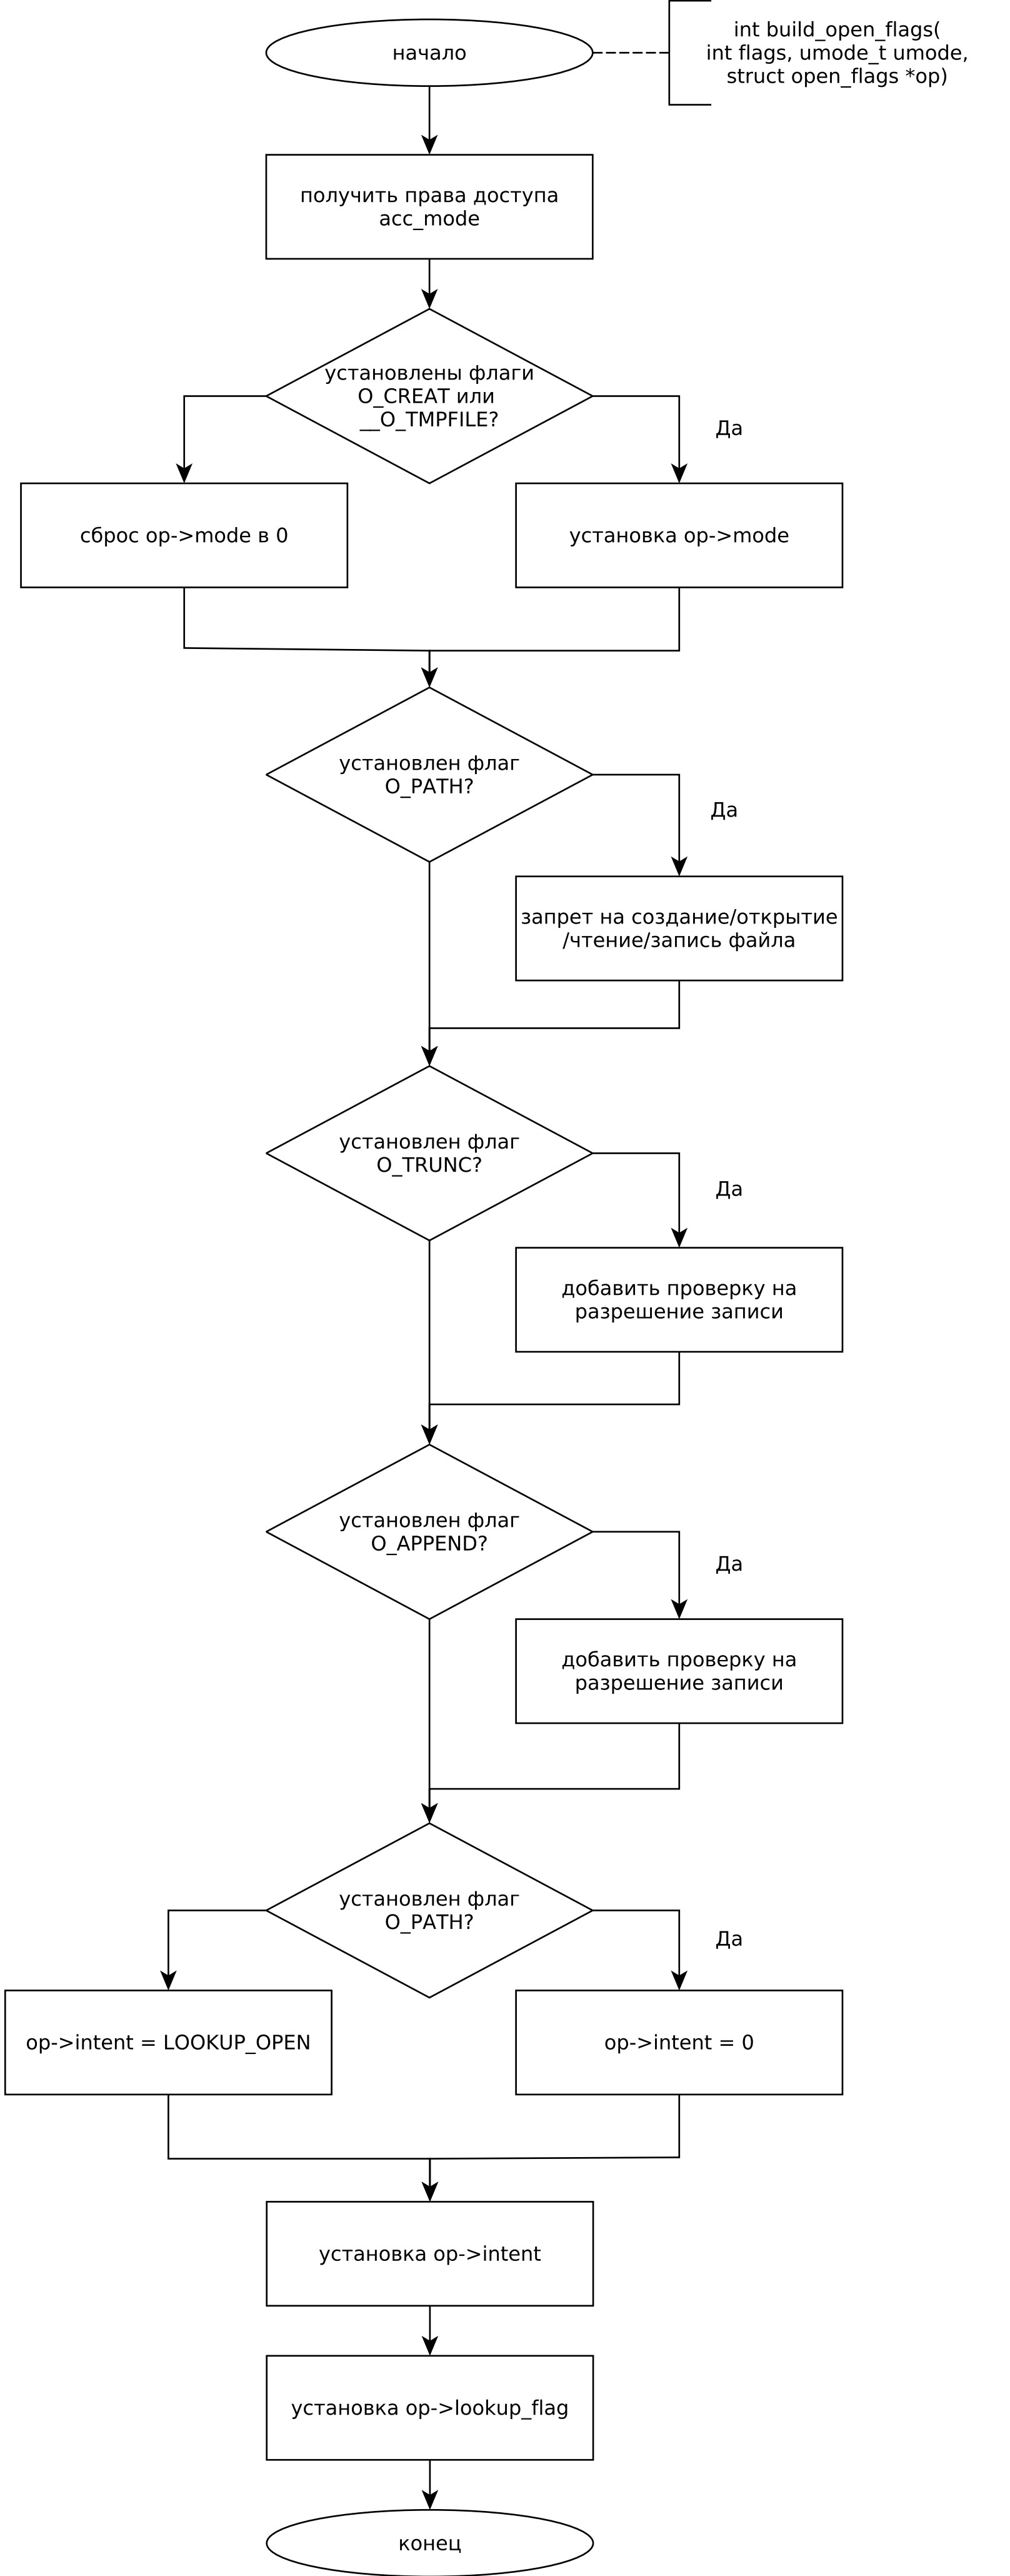 начало
int build_open_flags(
int flags, umode_t umode,
struct open_flags *op)
получить права доступа
acc_mode
установлены флаги
O_CREAT или
__O_TMPFILE?
Да
сброс op->mode в 0
установка op->mode
установлен флаг
O_PATH?
Да
запрет на создание/открытие
/чтение/запись файла
установлен флаг
O_TRUNC?
Да
добавить проверку на
разрешение записи
установлен флаг
O_APPEND?
Да
добавить проверку на
разрешение записи
установлен флаг
O_PATH?
Да
op->intent = LOOKUP_OPEN
op->intent = 0
установка op->intent
установка op->lookup_flag
конец